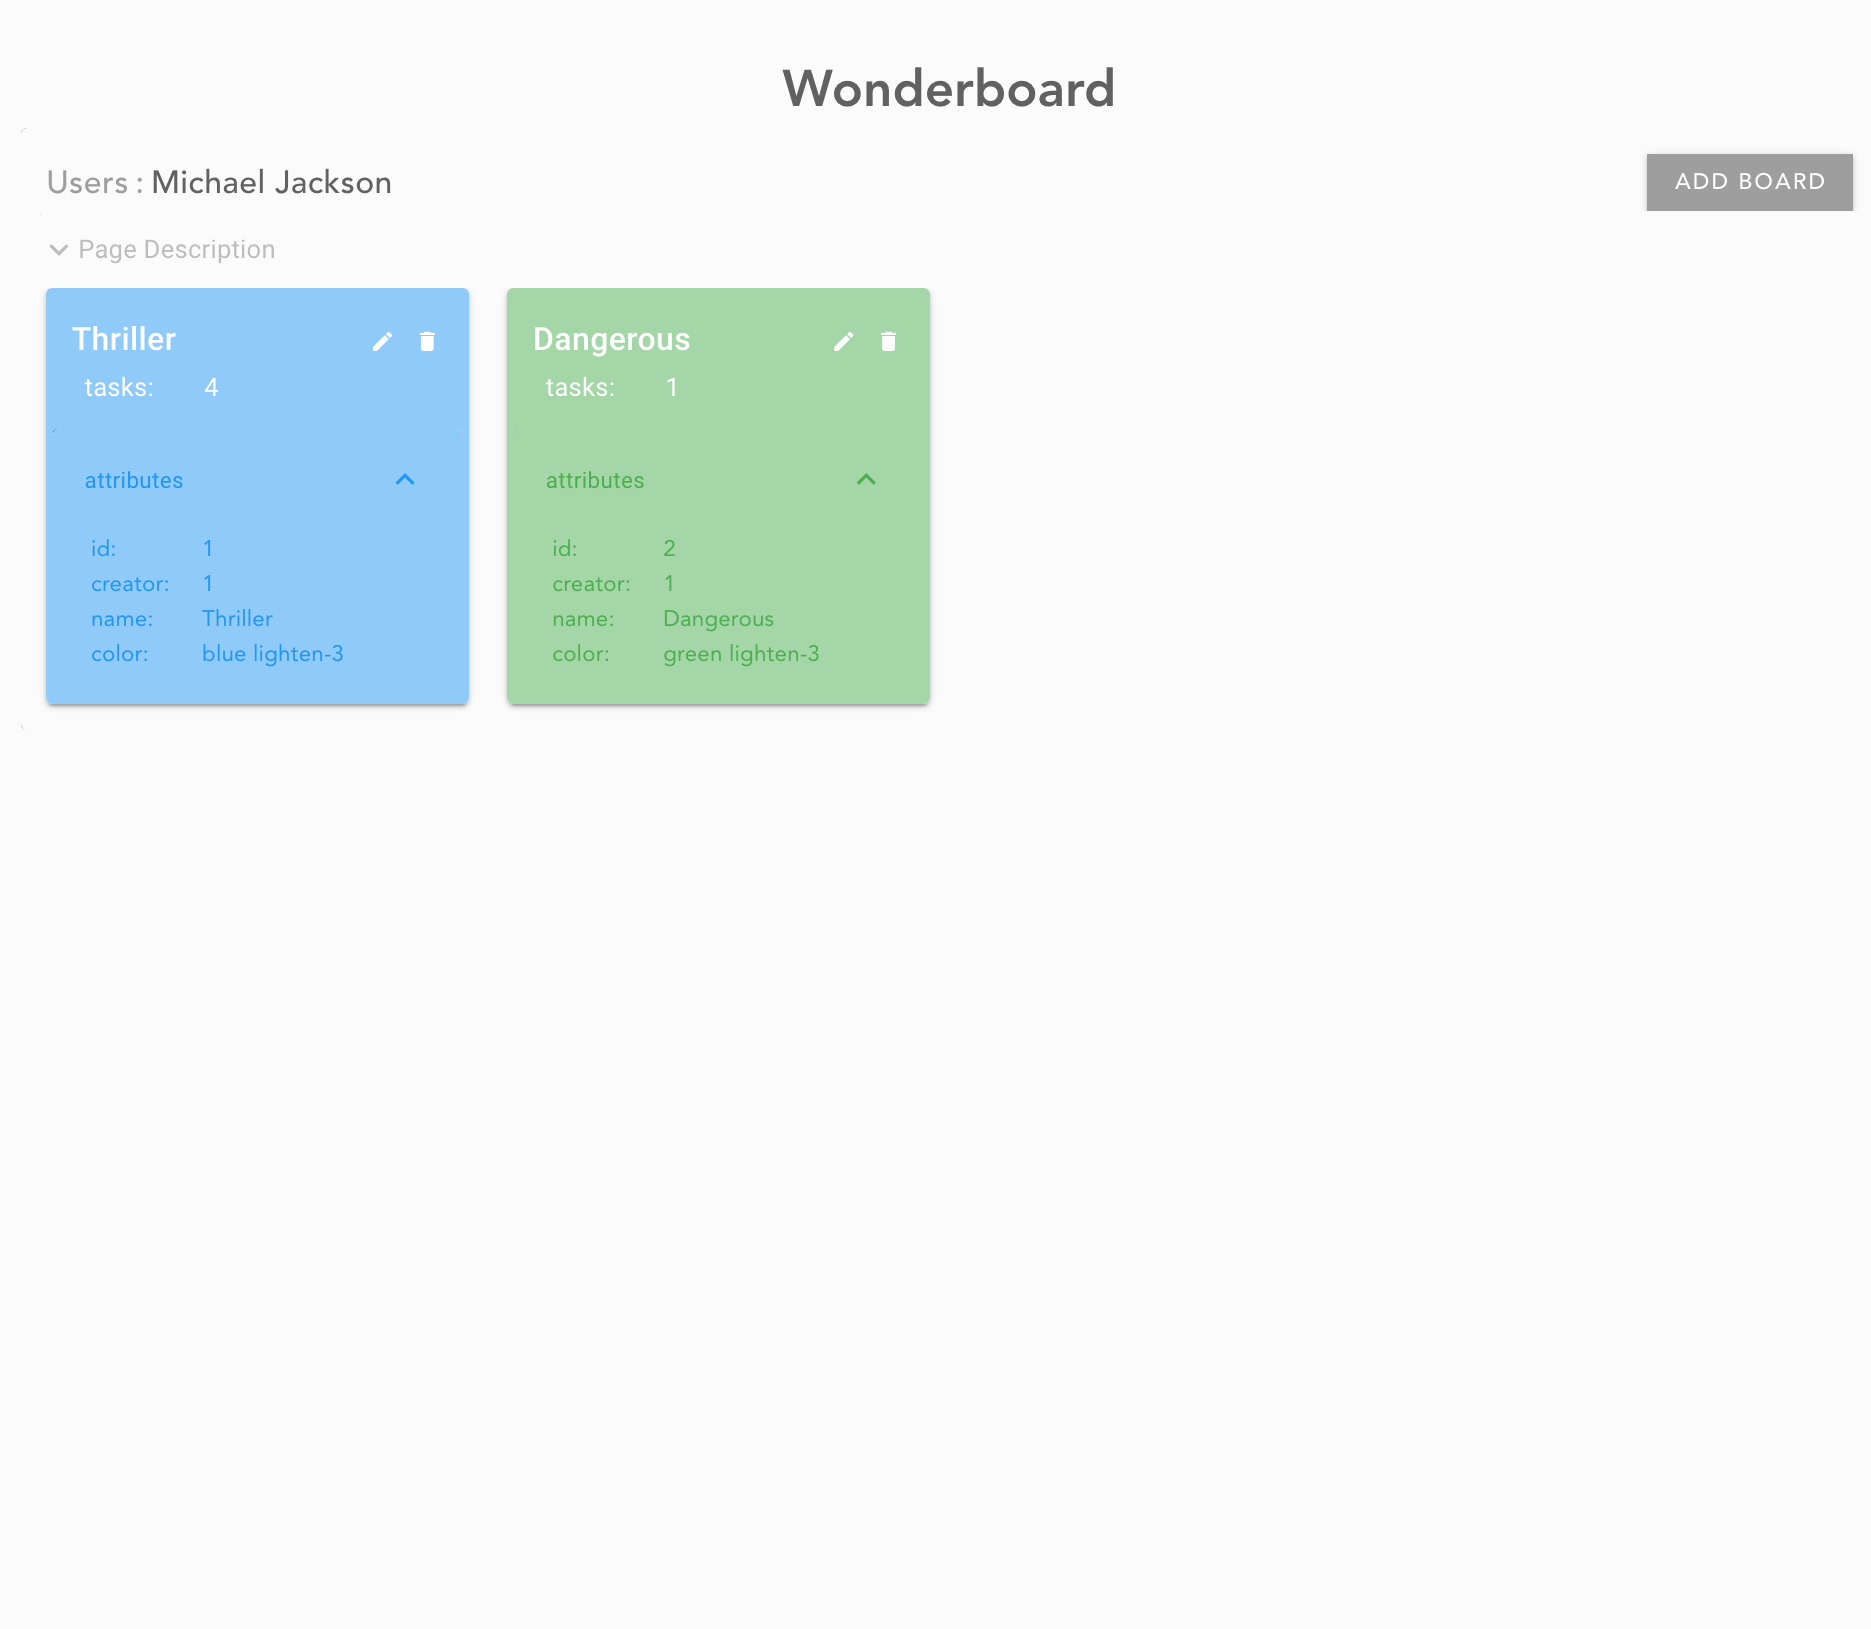 Wonderboard
Users : Michael Jackson
ADD BOARD
Page Description
Thriller
tasks: 4
attributes
id: 1
creator: 1
name: Thriller
color: blue lighten-3
Dangerous
tasks: 1
attributes
id: 2
creator: 1
name: Dangerous
color: green lighten-3